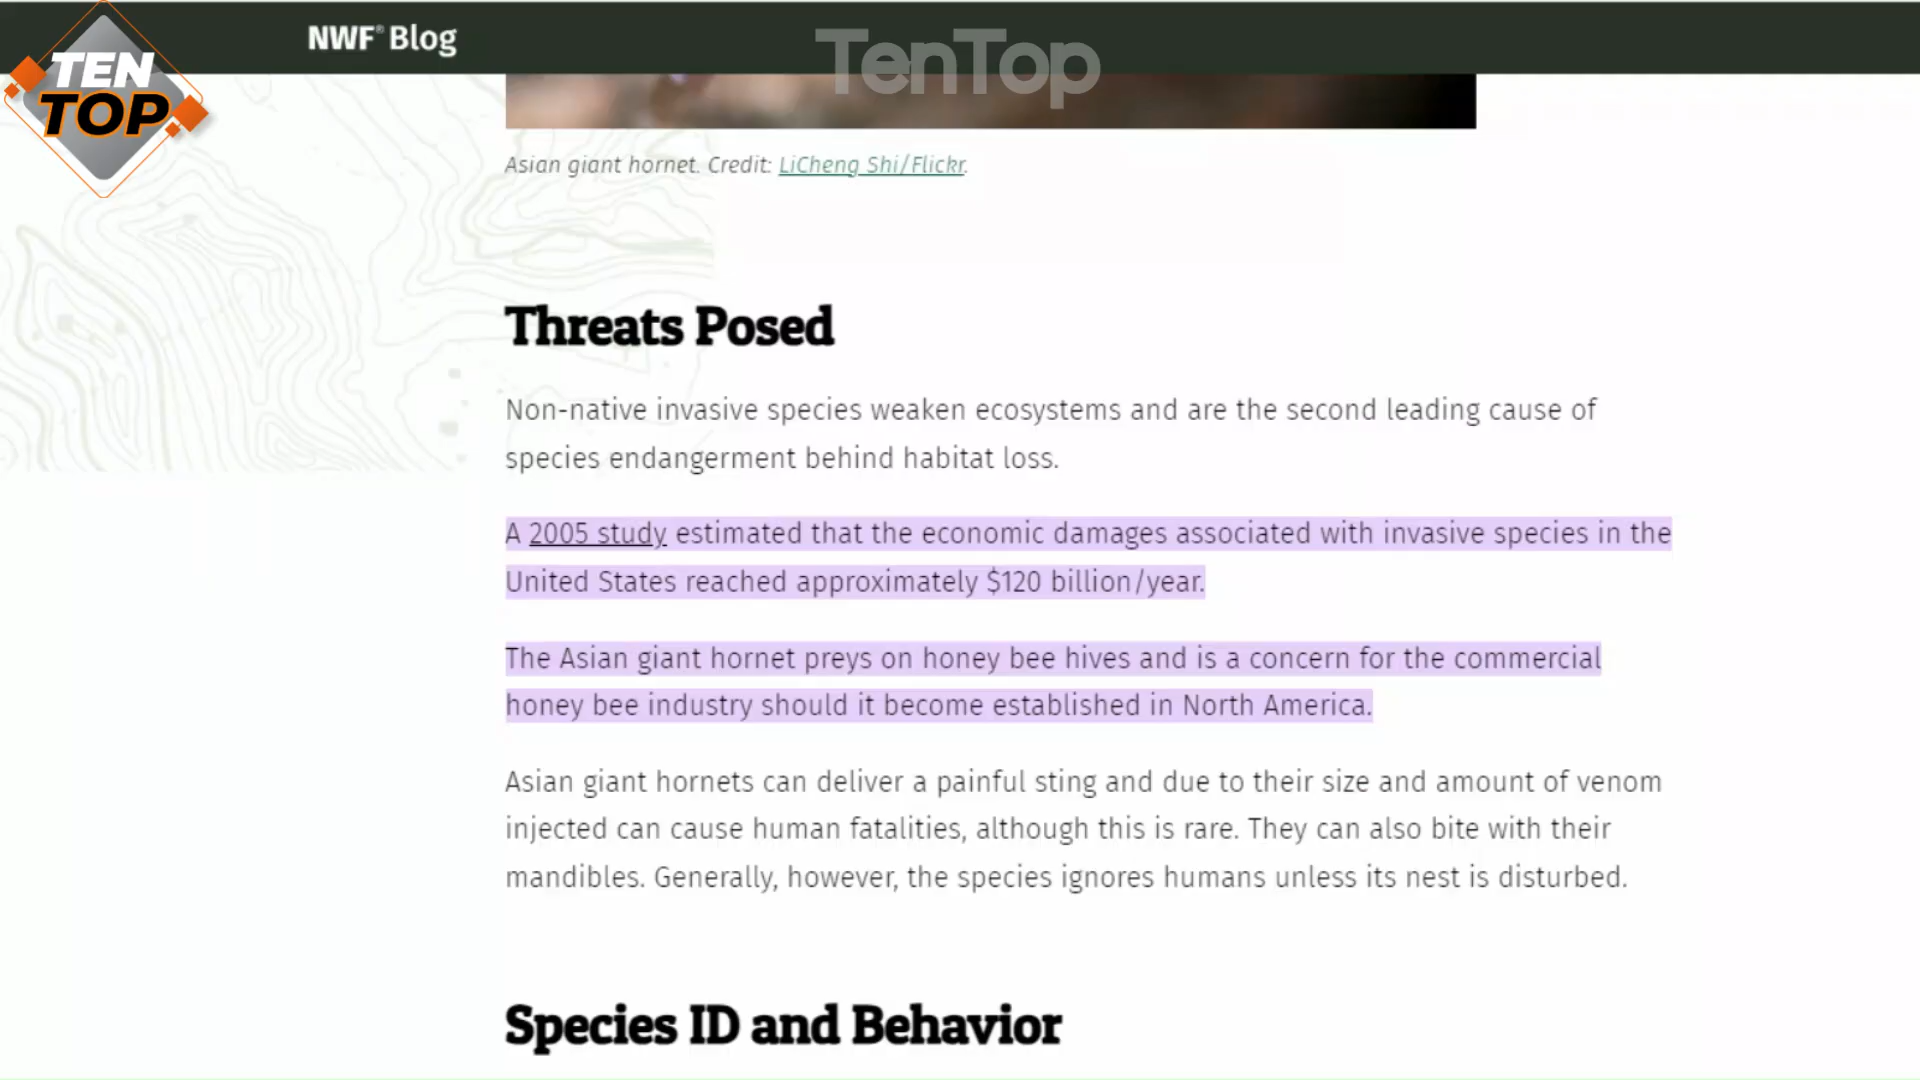 NWF® Blog
TenTop
TEN
TOP
Asian giant hornet. Credit: LiCheng Shi/Flickr.
Threats Posed
Non-native invasive species weaken ecosystems and are the second leading cause of
species endangerment behind habitat loss.
A 2005 study estimated that the economic damages associated with invasive species in the
United States reached approximately $120 billion/year.
The Asian giant hornet preys on honey bee hives and is a concern for the commercial
honey bee industry should it become established in North America.
Asian giant hornets can deliver a painful sting and due to their size and amount of venom
injected can cause human fatalities, although this is rare. They can also bite with their
mandibles. Generally, however, the species ignores humans unless its nest is disturbed.
Species ID and Behavior